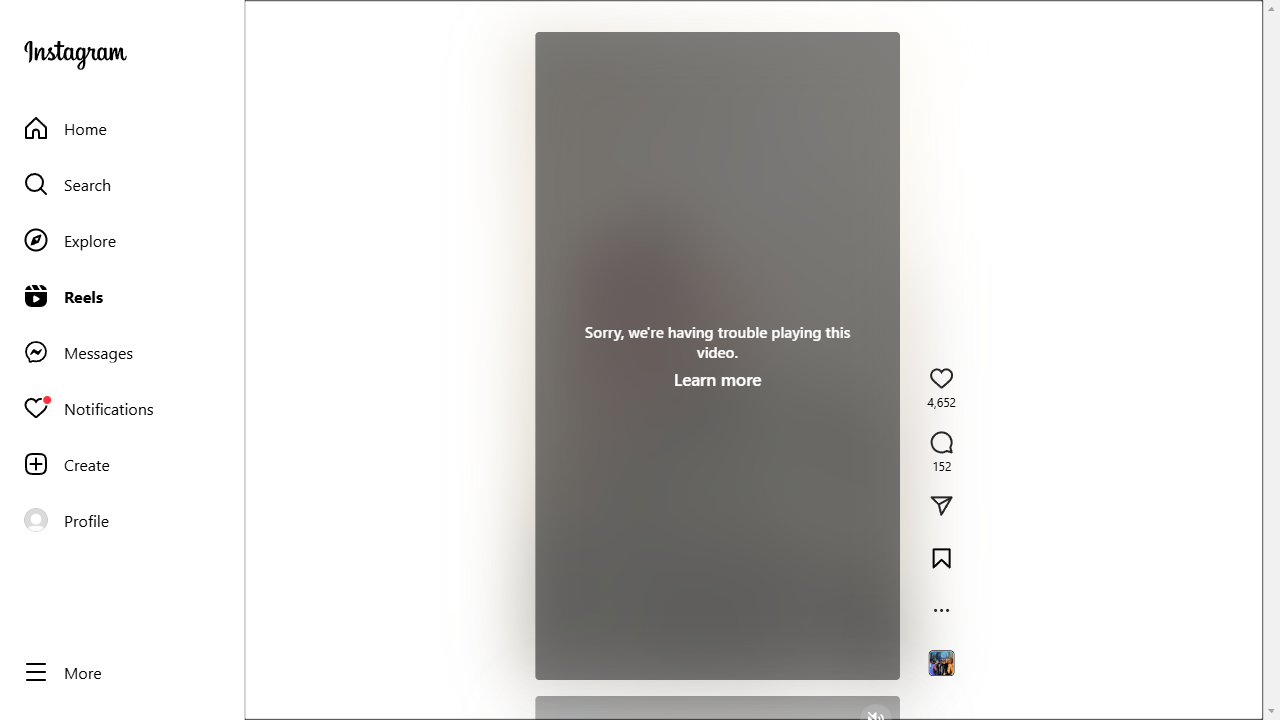 Instagram
Home
Search
Explore
Reels
Messages
Notifications
Create
Profile
More
Sorry, we're having trouble playing this
video.
Learn more
4,652
152